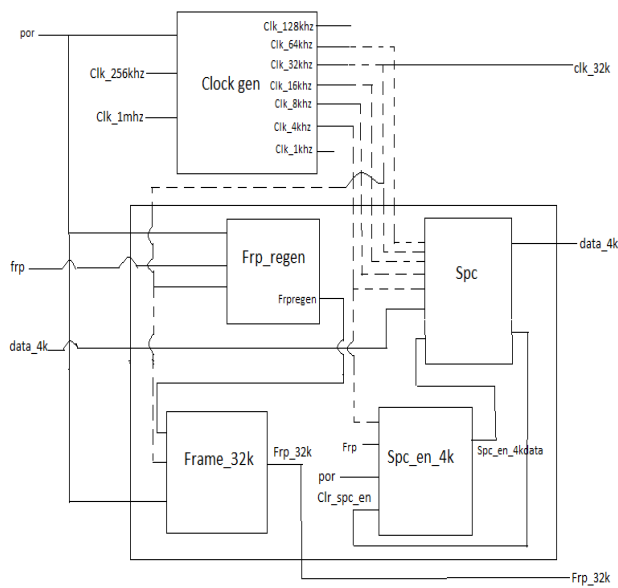 por
Clk_256khz
Clk_1mhz
Clock gen
Clk_128khz
Clk_64khz
Clk_32khz
Clk_16khz
Clk_8khz
Clk_4khz
Clk_1khz
clk_32k
frp
data_4k
Frp_regen
Frpregen
Spc
data_4k
Frame_32k
Frp_32k
Frp
por
Clr_spc_en
Spc_en_4k
Spc_en_4kdata
Frp_32k